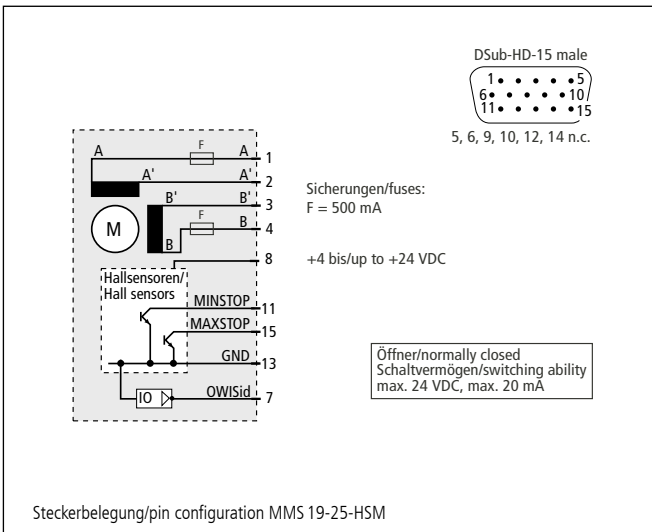 DSub-HD-15 male
1 5
6 10
11 15
5, 6, 9, 10, 12, 14 n.c.
A F A 1
A' A' 2
B' B' 3
F
M B B 4
8
Sicherungen/fuses:
F = 500 mA
+4 bis/up to +24 VDC
Hallsensoren/
Hall sensors
MINSTOP 11
MAXSTOP 15
GND 13
IO OWISid 7
Öffner/normally closed
Schaltvermögen/switching ability
max. 24 VDC, max. 20 mA
Steckerbelegung/pin configuration MMS 19-25-HSM